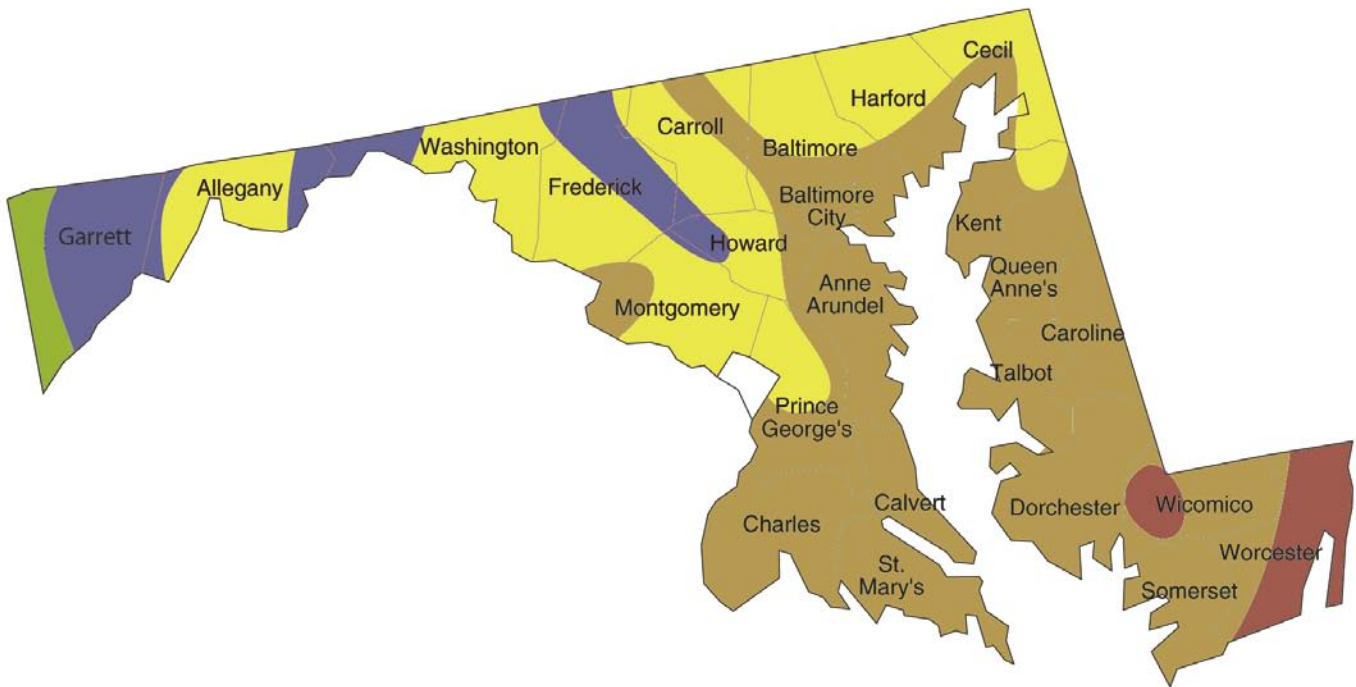 Cecil
Harford
Carroll
Washington
Baltimore
Allegany
Frederick
Baltimore
City
Kent
Garrett
Howard
Queen
Anne's
Anne
Arundel
Montgomery
Caroline
Talbot
Prince
George's
Calvert
Dorchester
Wicomico
Charles
Worcester
St.
Mary's
Somerset